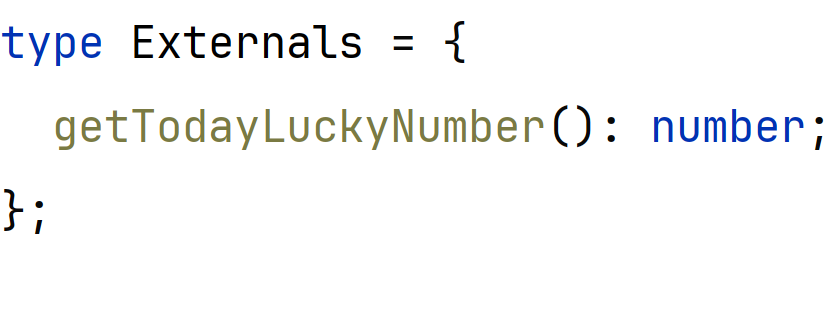 type Externals = {
  getTodayLuckyNumber(): number;
};